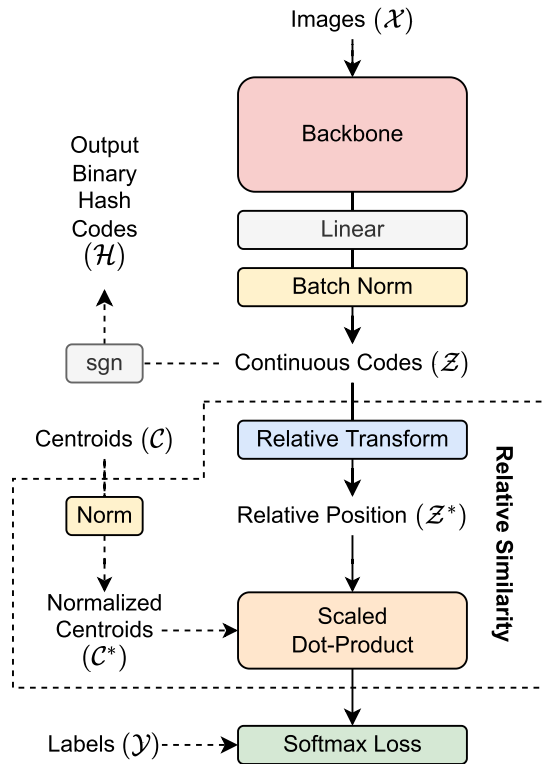 Images (𝒳)
Backbone
Output
Binary
Hash
Codes
(ℋ)
Linear
Batch Norm
sgn
Continuous Codes (𝒵)
Centroids (𝒞)
Relative Transform
Norm
Relative Position (𝒵*)
Relative Similarity
Normalized
Centroids
(𝒞*)
Scaled
Dot-Product
Labels (𝒴)
Softmax Loss